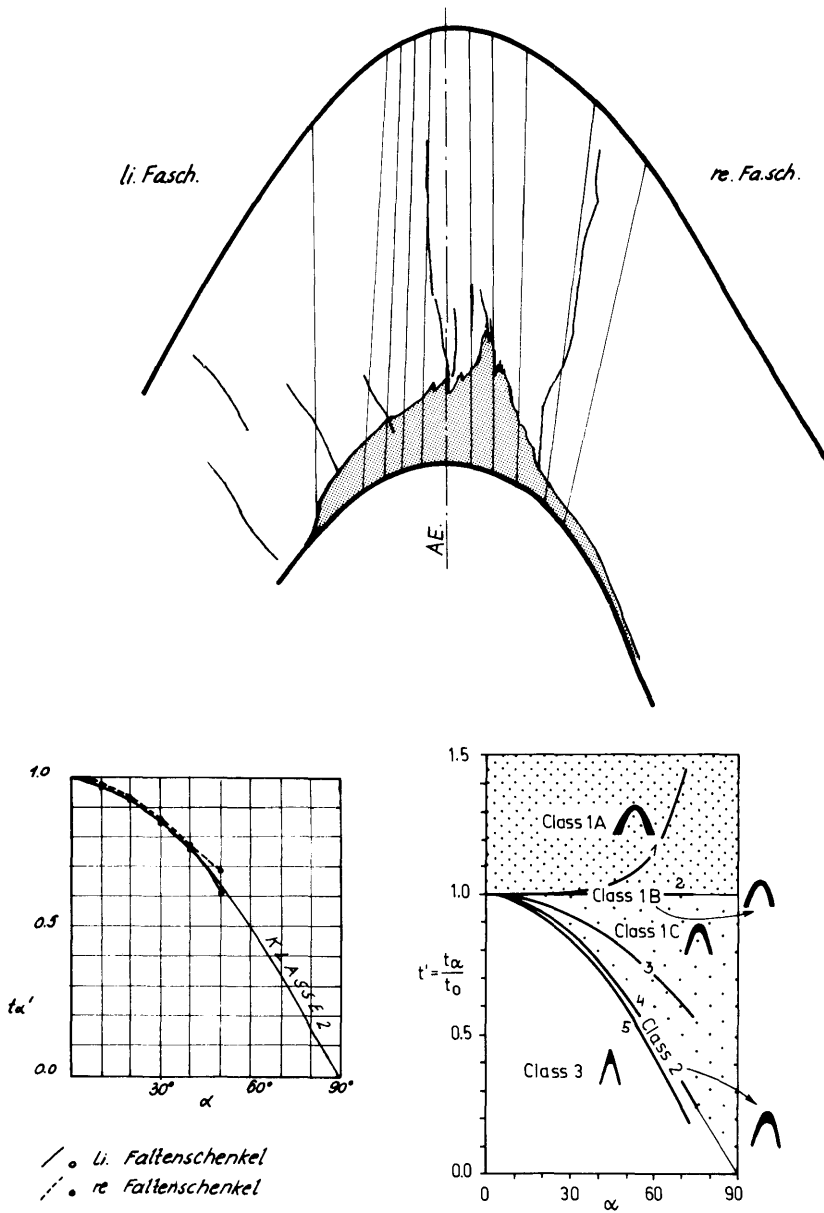 li. Fasch.
re. Fa.sch.
AE.
1.0
0.5
tα'
0.0
30°
60°
90°
α
KLASSE 2
li. Faltenschenkel
re Faltenschenkel
1.5
Class 1A
1
1.0
Class 1B
2
Class 1C
t' = tα/t0
3
4
0.5
5
Class 2
Class 3
0.0
0
30
60
90
α